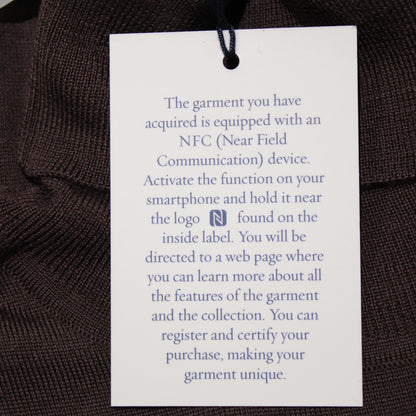 The garment you have
acquired is equipped with an
NFC (Near Field
Communication) device.
Activate the function on your
smartphone and hold it near
the logo N found on the
inside label. You will be
directed to a web page where
you can learn more about all
the features of the garment
and the collection. You can
register and certify your
purchase, making your
garment unique.